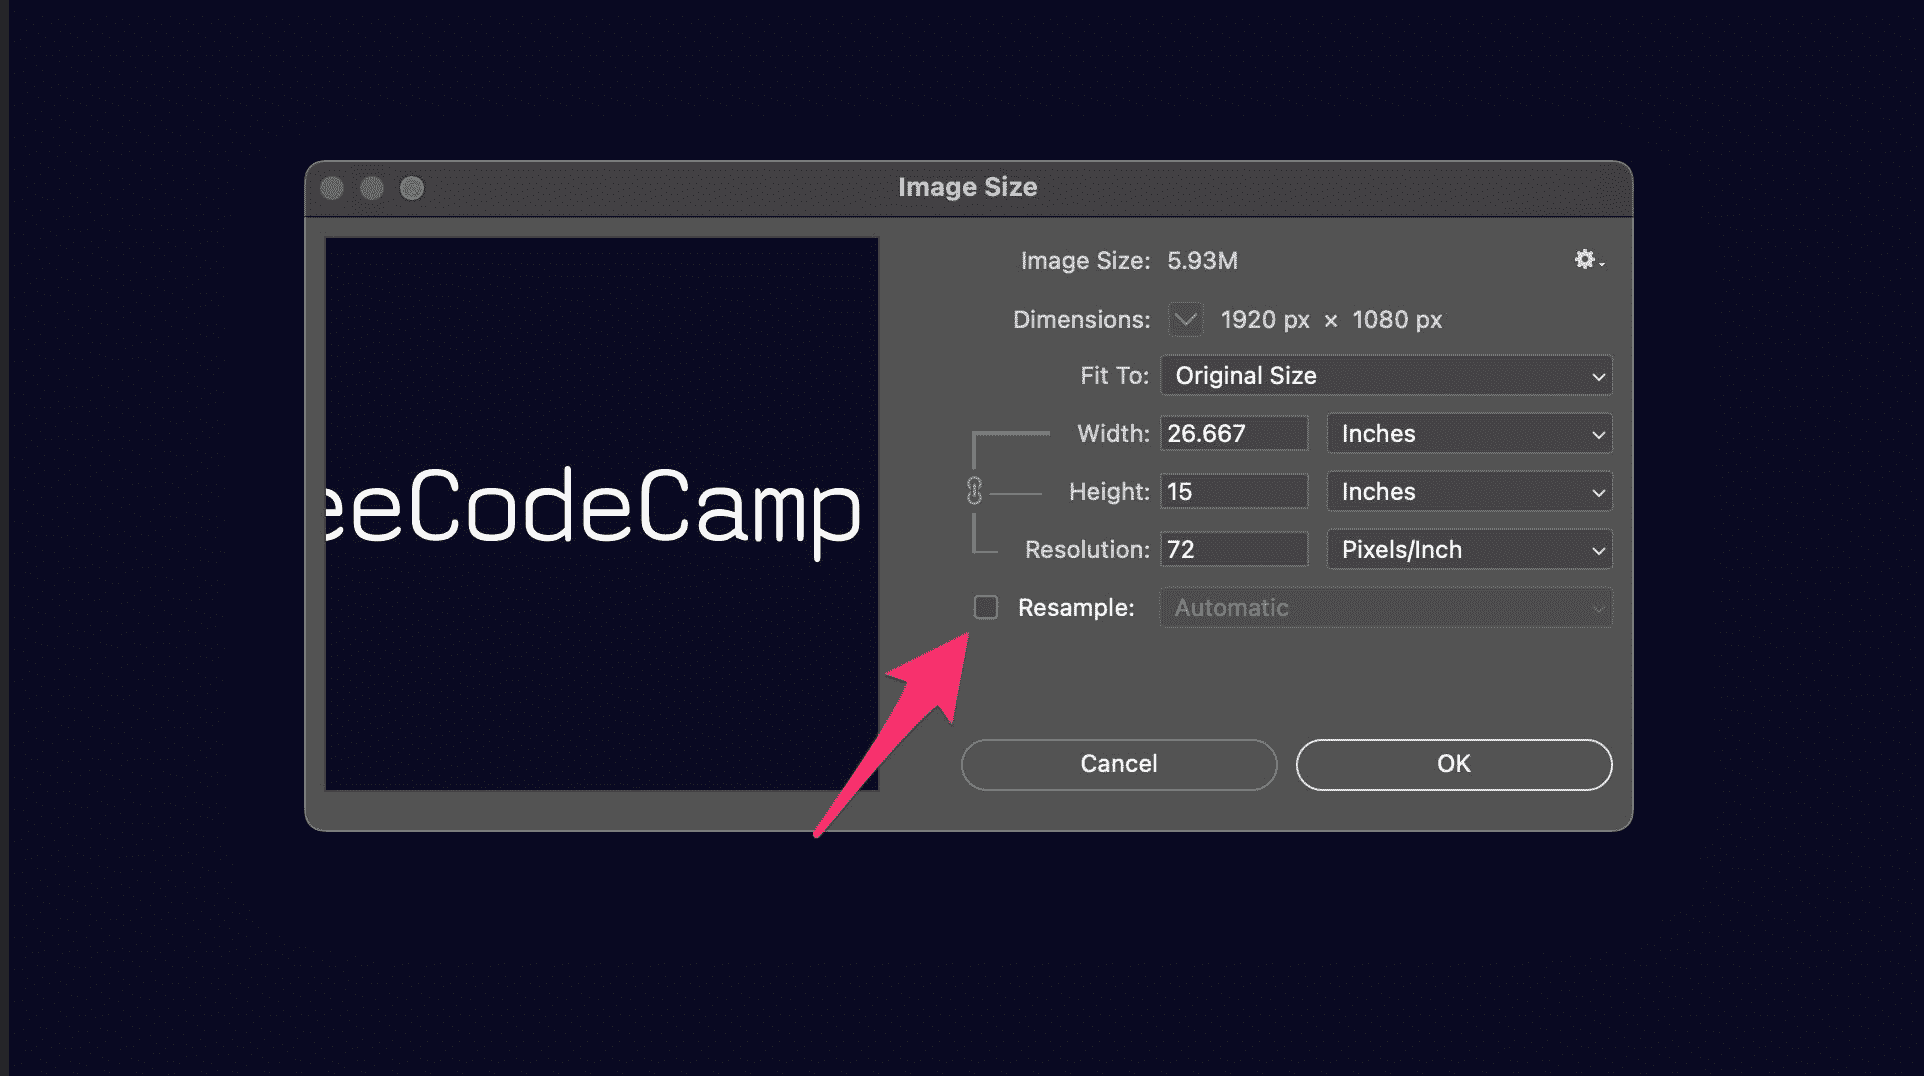 Image Size
eeCodeCamp
Image Size: 5.93M
Dimensions: 1920 px × 1080 px
Fit To: Original Size
Width: 26.667 Inches
Height: 15 Inches
Resolution: 72 Pixels/Inch
Resample: Automatic
Cancel OK